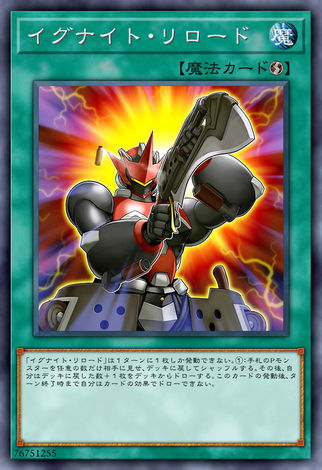 イグナイト・リロード
魔
【魔法カード】
「イグナイト・リロード」は1ターンに1枚しか発動できない。①:手札のPモン
スターを任意の数だけ相手に見せ、デッキに戻してシャッフルする。その後、自
分はデッキに戻した数+1枚をデッキからドローする。このカードの発動後、ター
ン終了時まで自分はカードの効果でドローできない。
76751255